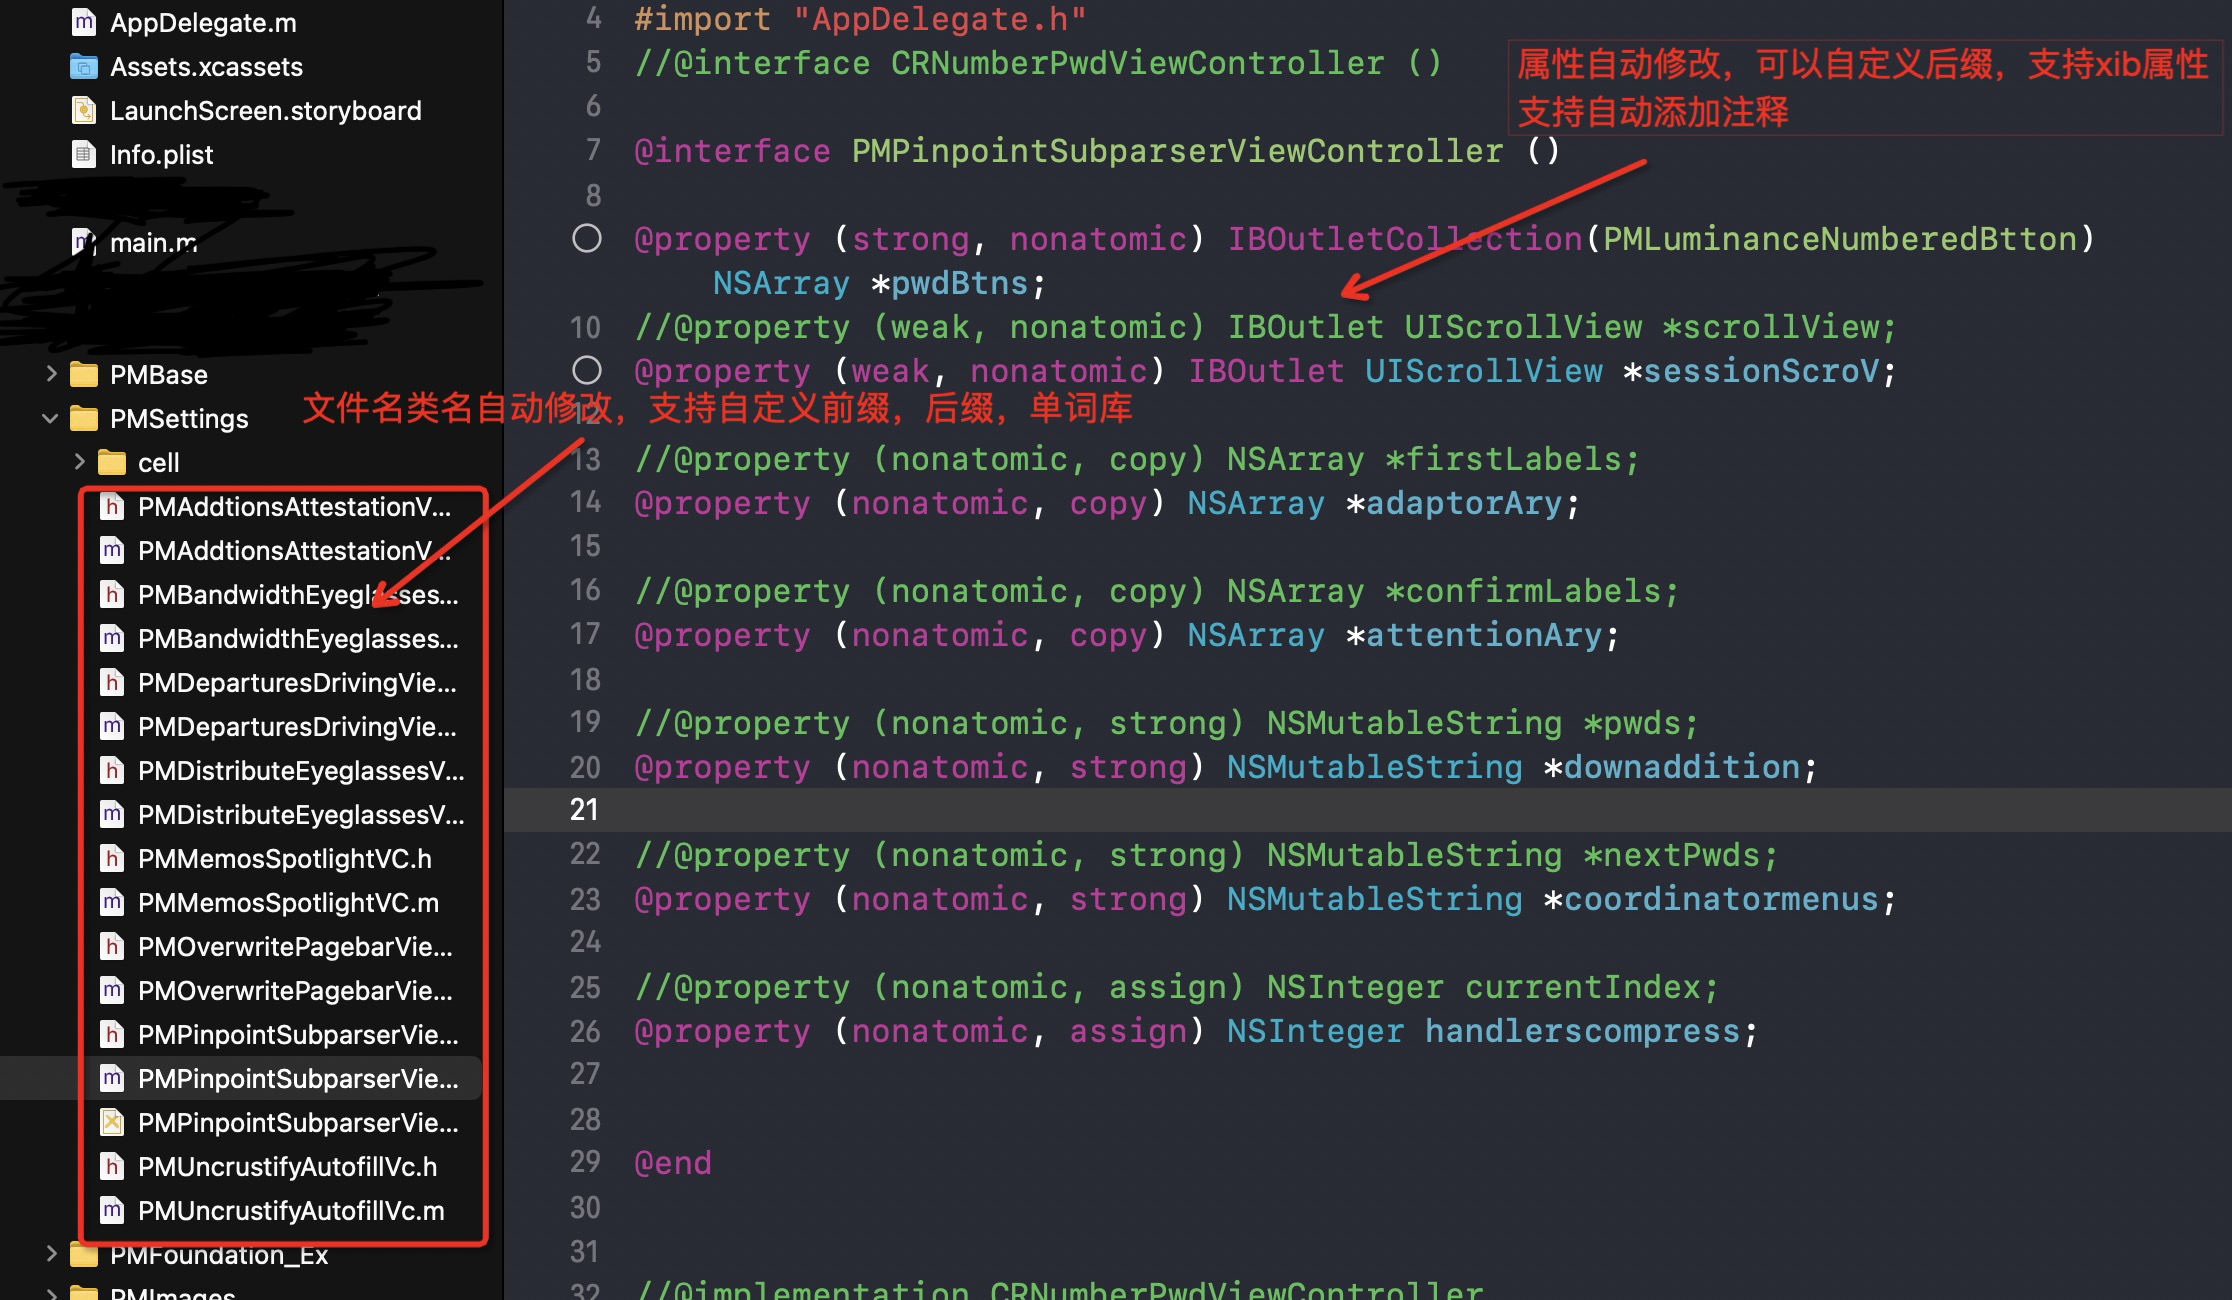 AppDelegate.m
Assets.xcassets
LaunchScreen.storyboard
Info.plist
main.m
PMBase
PMSettings
cell
PMAddtionsAttestationV...
PMAddtionsAttestationV...
PMBandwidthEyeglasses...
PMBandwidthEyeglasses...
PMDeparturesDrivingVie...
PMDeparturesDrivingVie...
PMDistributeEyeglassesV...
PMDistributeEyeglassesV...
PMMemosSpotlightVC.h
PMMemosSpotlightVC.m
PMOverwritePagebarVie...
PMOverwritePagebarVie...
PMPinpointSubparserVie...
PMPinpointSubparserVie...
PMPinpointSubparserVie...
PMUncrustifyAutofillVc.h
PMUncrustifyAutofillVc.m
PMFoundation_Ex
PMImages
文件名类名自动修改，支持自定义前缀，后缀，单词库
属性自动修改，可以自定义后缀，支持xib属性
支持自动添加注释
4 #import "AppDelegate.h"
5 //@interface CRNumberPwdViewController ()
6
7 @interface PMPinpointSubparserViewController ()
8
@property (strong, nonatomic) IBOutletCollection(PMLuminanceNumberedBtton)
NSArray *pwdBtns;
10 //@property (weak, nonatomic) IBOutlet UIScrollView *scrollView;
@property (weak, nonatomic) IBOutlet UIScrollView *sessionScroV;
12
13 //@property (nonatomic, copy) NSArray *firstLabels;
14 @property (nonatomic, copy) NSArray *adaptorAry;
15
16 //@property (nonatomic, copy) NSArray *confirmLabels;
17 @property (nonatomic, copy) NSArray *attentionAry;
18
19 //@property (nonatomic, strong) NSMutableString *pwds;
20 @property (nonatomic, strong) NSMutableString *downaddition;
21
22 //@property (nonatomic, strong) NSMutableString *nextPwds;
23 @property (nonatomic, strong) NSMutableString *coordinatormenus;
24
25 //@property (nonatomic, assign) NSInteger currentIndex;
26 @property (nonatomic, assign) NSInteger handlerscompress;
27
28
29 @end
30
31
32 //@implementation CRNumberPwdViewController